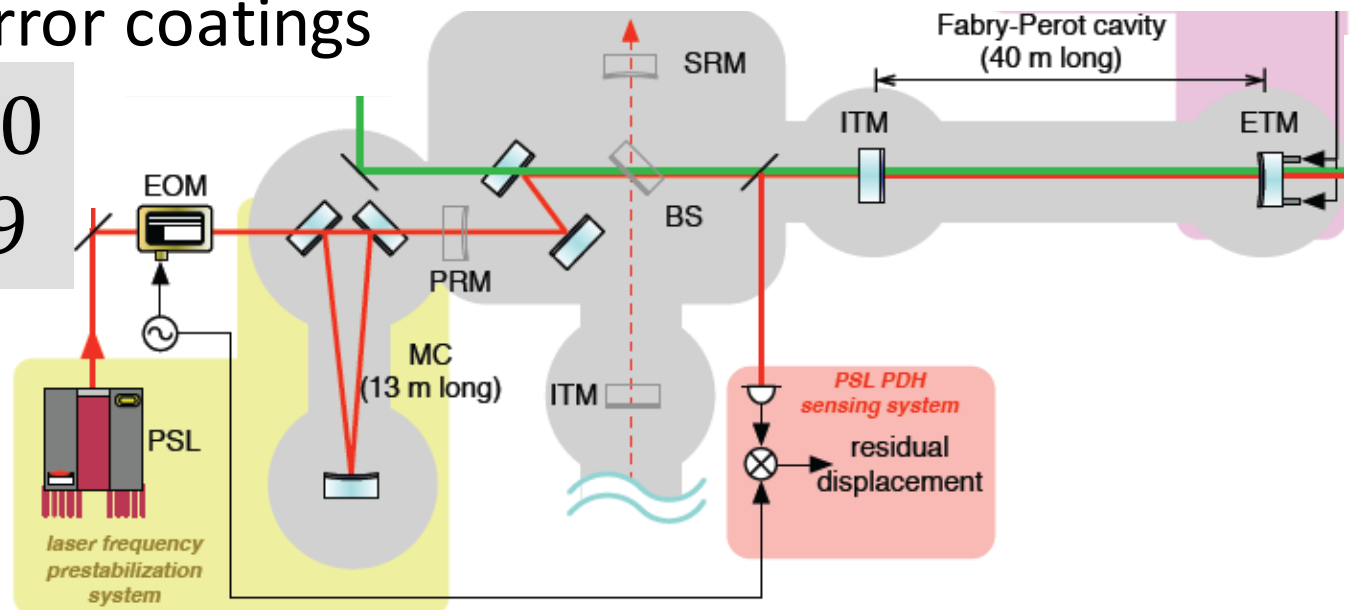 rror coatings
0
9
Fabry-Perot cavity
(40 m long)
SRM
ITM
ETM
EOM
BS
PRM
MC
(13 m long)
ITM
PSL
PSL PDH
sensing system
residual
displacement
laser frequency
prestabilization
system